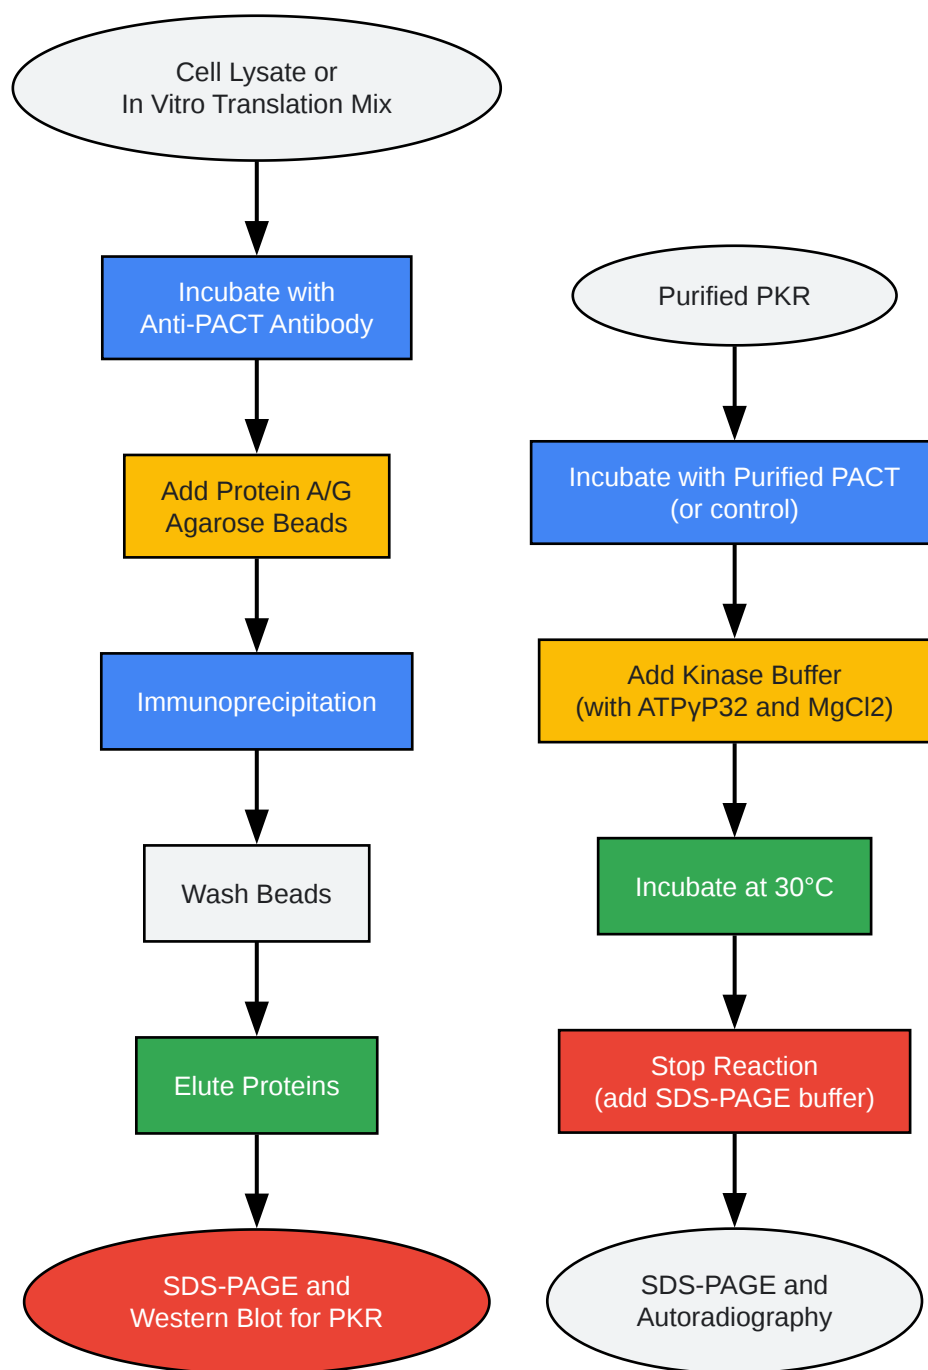 Cell Lysate or
In Vitro Translation Mix
Incubate with
Anti-PACT Antibody
Add Protein A/G
Agarose Beads
Immunoprecipitation
Wash Beads
Elute Proteins
SDS-PAGE and
Western Blot for PKR
Purified PKR
Incubate with Purified PACT
(or control)
Add Kinase Buffer
(with ATPγP32 and MgCl2)
Incubate at 30°C
Stop Reaction
(add SDS-PAGE buffer)
SDS-PAGE and
Autoradiography